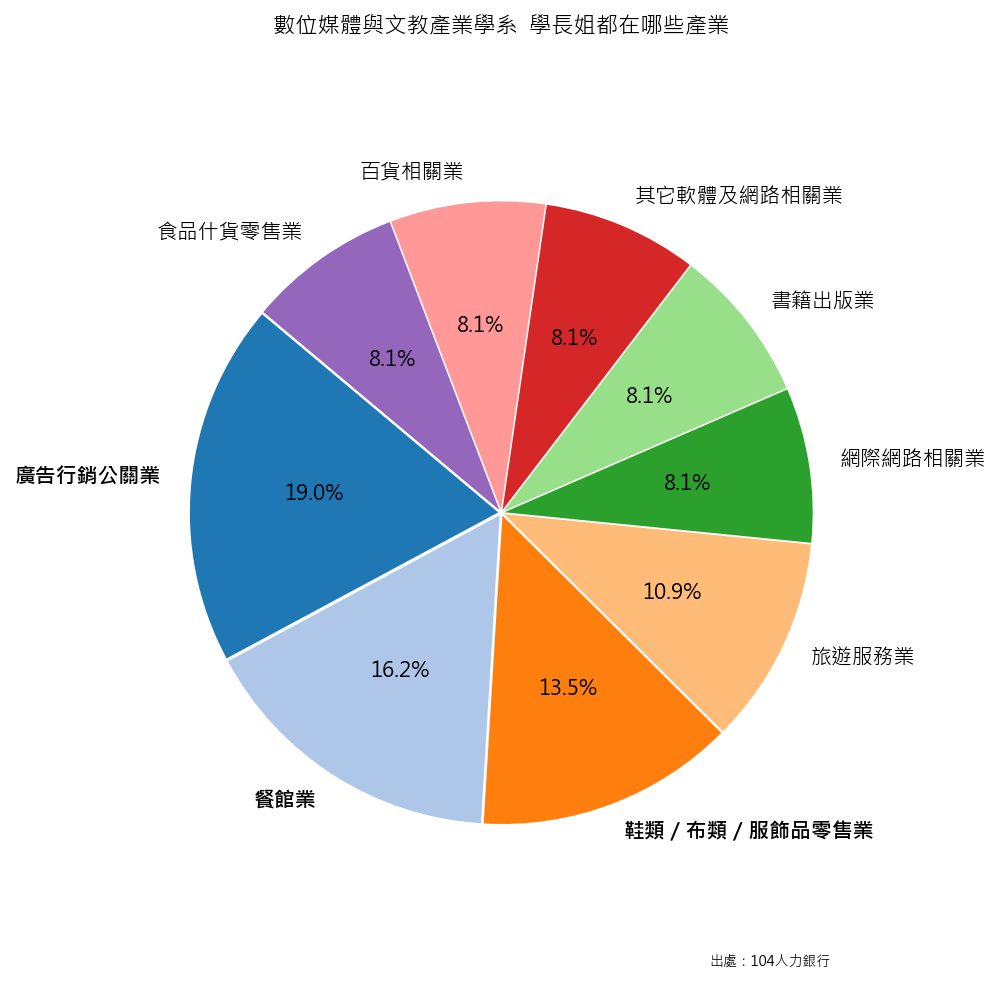 數位媒體與文教產業學系 學長姐都在哪些產業
百貨相關業
其它軟體及網路相關業
食品什貨零售業
書籍出版業
8.1%
8.1%
8.1%
8.1%
網際網路相關業
廣告行銷公關業
19.0%
8.1%
10.9%
旅遊服務業
16.2%
13.5%
餐館業
鞋類 / 布類 / 服飾品零售業
出處：104人力銀行